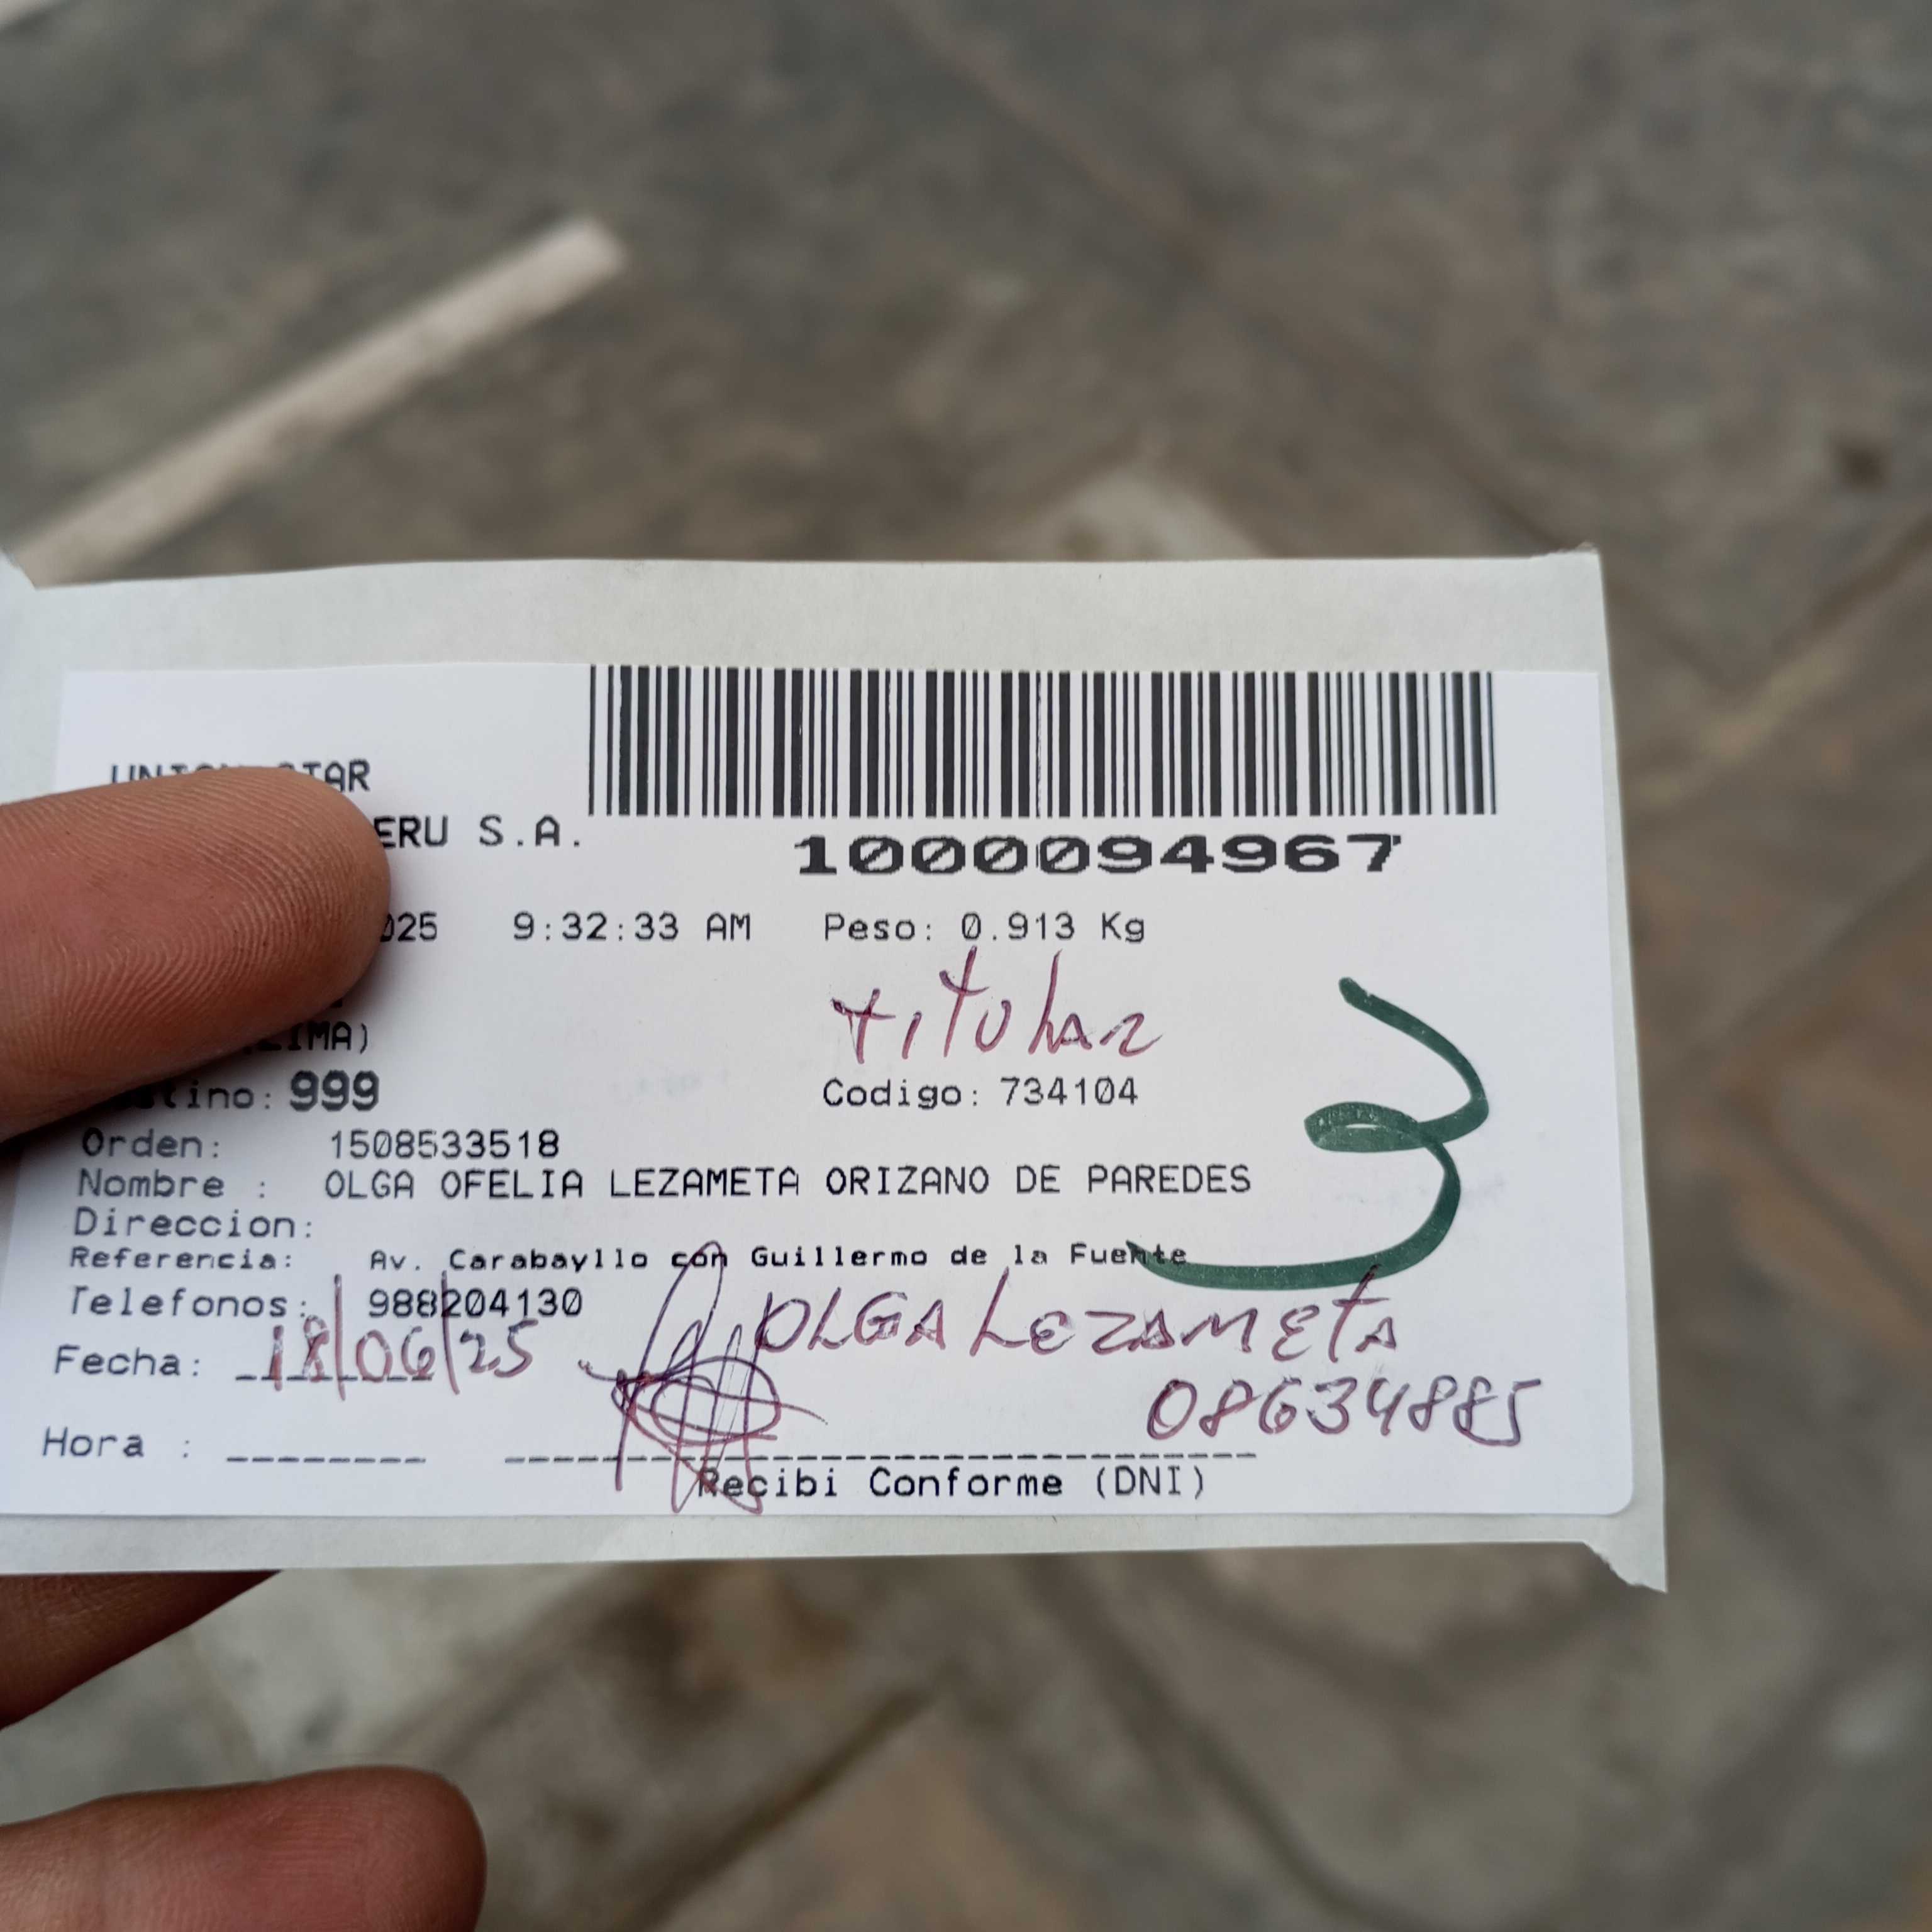 STAR
ERU S.A.
1000094967
025 9:32:33 AM Peso: 0.913 Kg
titular
LIMA)
tino: 999 Codigo: 734104
3
Orden: 1508533518
Nombre : OLGA OFELIA LEZAMETA ORIZANO DE PAREDES
Direccion:
Referencia: Av. Carabayllo con Guillermo de la Fuente
Telefonos: 988204130
OLGA LEZAMETA
Fecha: 18/06/25
08634885
Hora :
Recibi Conforme (DNI)